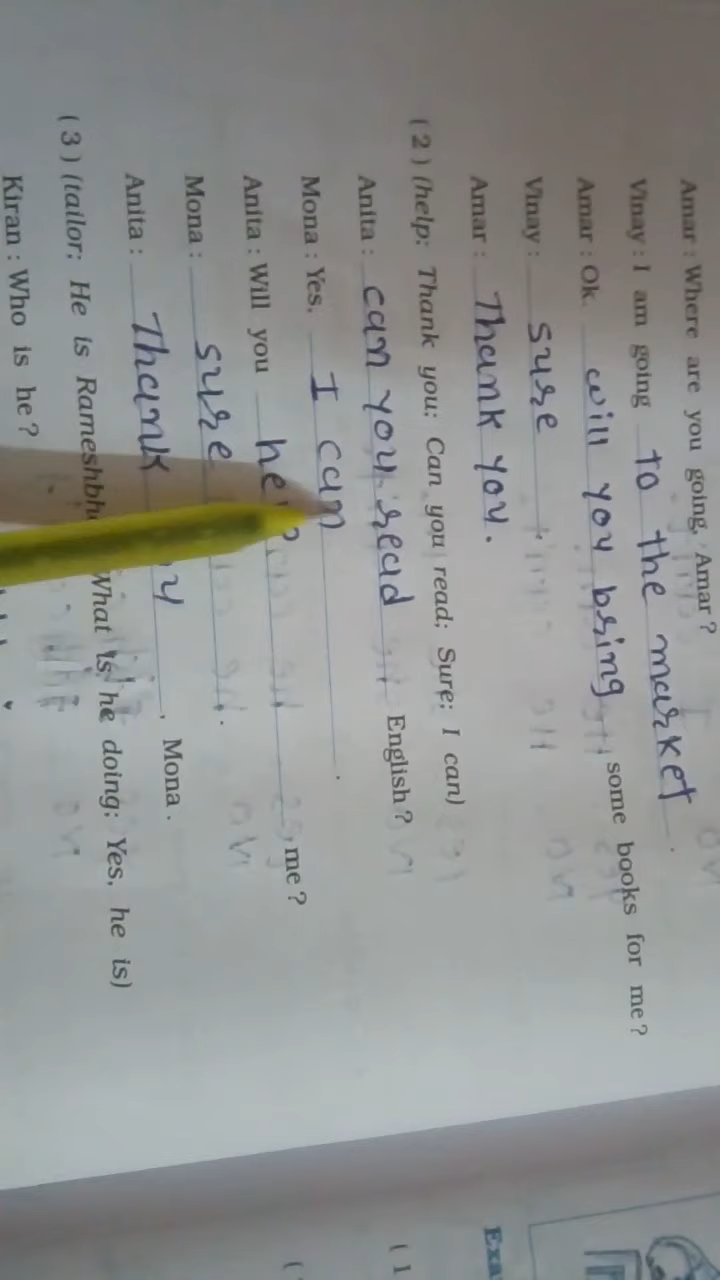 Amar : Where are you going, Amar ?
Vinay : I am going to the market .
Amar : Ok. will you bring some books for me ?
Vinay : sure .
Amar : Thank you.
( 2 ) (help: Thank you: Can you read: Sure: I can)
Anita : can you read English ?
Mona : Yes, I can .
Anita : Will you me ?
Mona : sure .
Anita : Thank , Mona .
( 3 ) (tailor: He is What is he doing: Yes, he is)
Kiran : Who is he ?
( 1